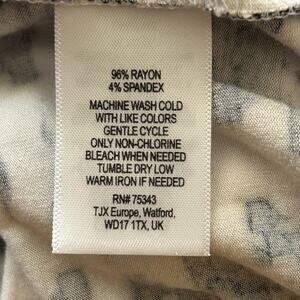 96% RAYON
4% SPANDEX
MACHINE WASH COLD
WITH LIKE COLORS
GENTLE CYCLE
ONLY NON-CHLORINE
BLEACH WHEN NEEDED
TUMBLE DRY LOW
WARM IRON IF NEEDED
RN# 75343
TJX Europe, Watford,
WD17 1TX, UK